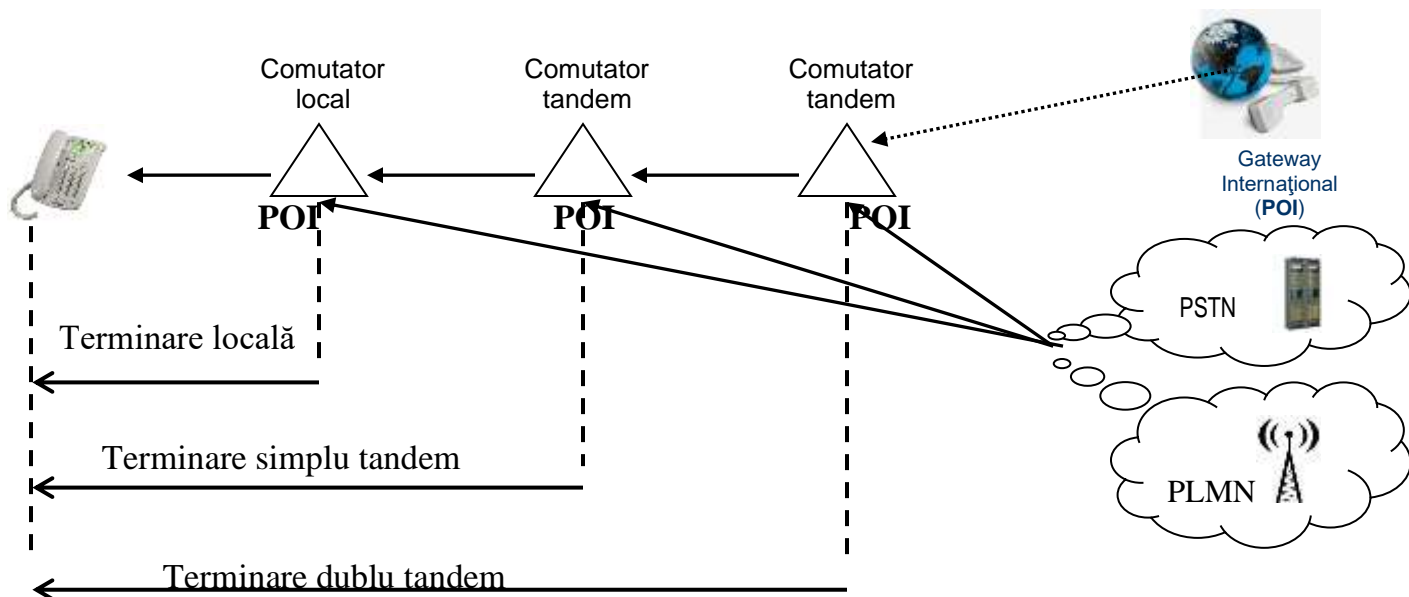 Comutator
local
Comutator
tandem
Comutator
tandem
Gateway
Internaţional
(POI)
POI
POI
POI
PSTN
Terminare locală
Terminare simplu tandem
PLMN
Terminare dublu tandem